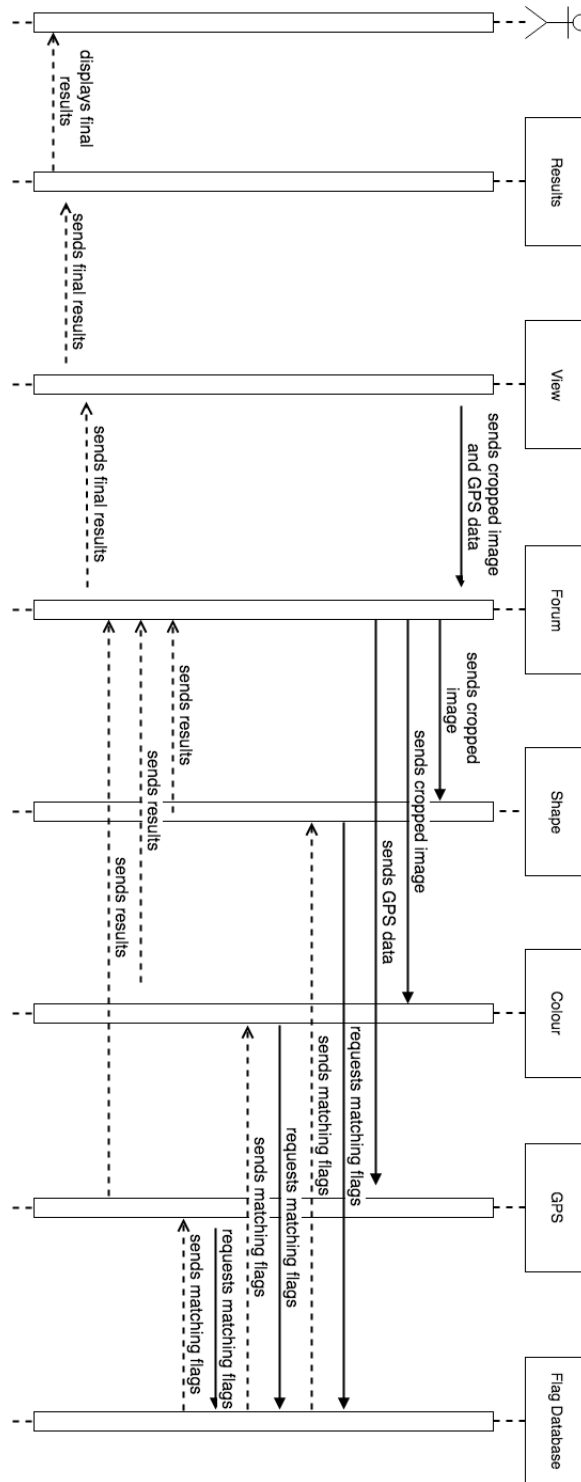 Results
View
Forum
Shape
Colour
GPS
Flag Database
sends cropped image
and GPS data
sends cropped
image
sends cropped image
sends GPS data
requests matching flags
sends matching flags
requests matching flags
sends matching flags
requests matching flags
sends matching flags
sends results
sends results
sends results
sends final results
sends final results
displays final
results